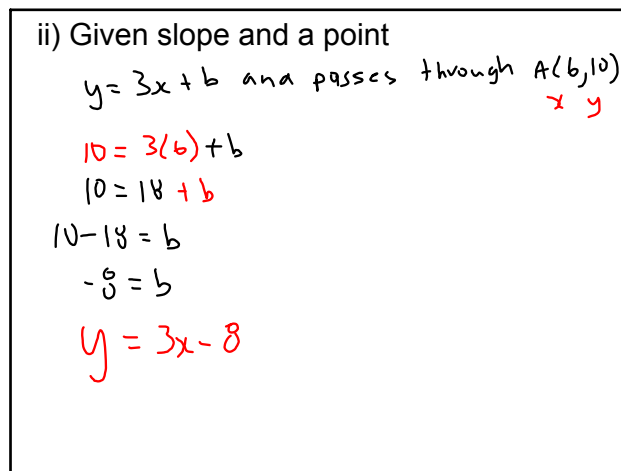 ii) Given slope and a point
y = 3x + b and passes through A(6,10)
x y
10 = 3(6) + b
10 = 18 + b
10 - 18 = b
-8 = b
y = 3x - 8